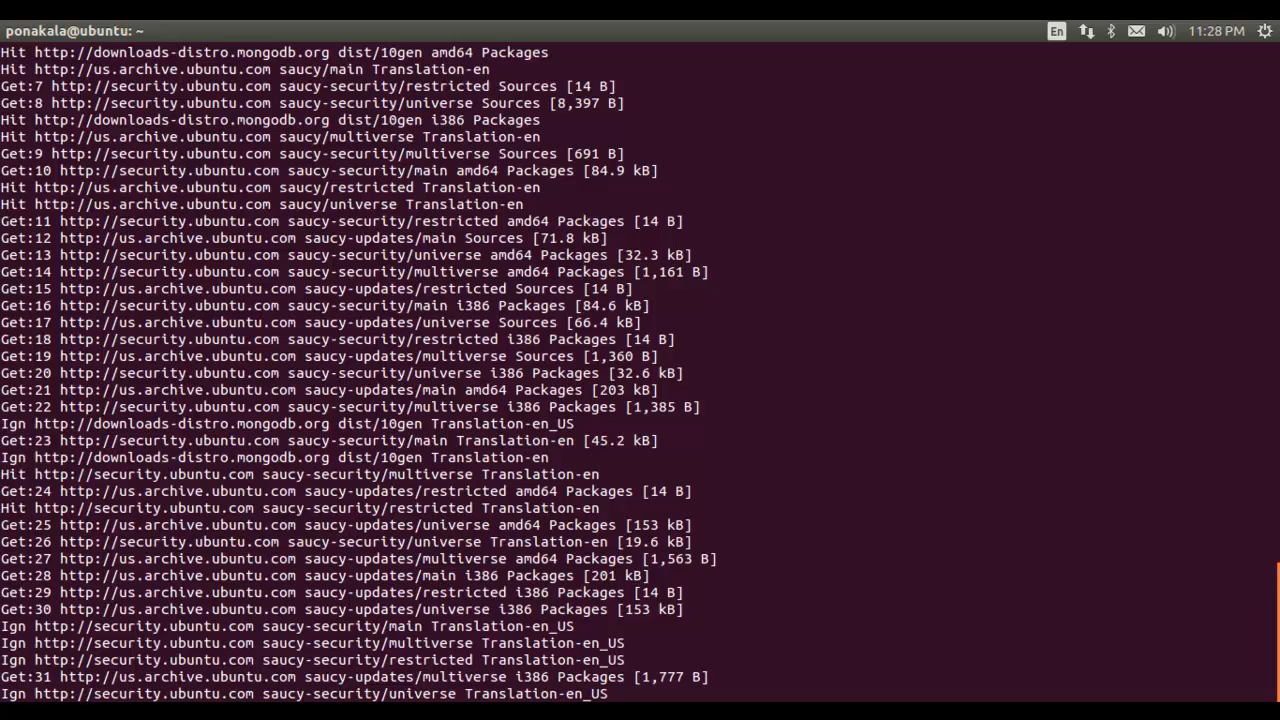 ponakala@ubuntu: ~
En
11:28 PM
Hit http://downloads-distro.mongodb.org dist/10gen amd64 Packages
Hit http://us.archive.ubuntu.com saucy/main Translation-en
Get:7 http://security.ubuntu.com saucy-security/restricted Sources [14 B]
Get:8 http://security.ubuntu.com saucy-security/universe Sources [8,397 B]
Hit http://downloads-distro.mongodb.org dist/10gen i386 Packages
Hit http://us.archive.ubuntu.com saucy/multiverse Translation-en
Get:9 http://security.ubuntu.com saucy-security/multiverse Sources [691 B]
Get:10 http://security.ubuntu.com saucy-security/main amd64 Packages [84.9 kB]
Hit http://us.archive.ubuntu.com saucy/restricted Translation-en
Hit http://us.archive.ubuntu.com saucy/universe Translation-en
Get:11 http://security.ubuntu.com saucy-security/restricted amd64 Packages [14 B]
Get:12 http://us.archive.ubuntu.com saucy-updates/main Sources [71.8 kB]
Get:13 http://security.ubuntu.com saucy-security/universe amd64 Packages [32.3 kB]
Get:14 http://security.ubuntu.com saucy-security/multiverse amd64 Packages [1,161 B]
Get:15 http://us.archive.ubuntu.com saucy-updates/restricted Sources [14 B]
Get:16 http://security.ubuntu.com saucy-security/main i386 Packages [84.6 kB]
Get:17 http://us.archive.ubuntu.com saucy-updates/universe Sources [66.4 kB]
Get:18 http://security.ubuntu.com saucy-security/restricted i386 Packages [14 B]
Get:19 http://us.archive.ubuntu.com saucy-updates/multiverse Sources [1,360 B]
Get:20 http://security.ubuntu.com saucy-security/universe i386 Packages [32.6 kB]
Get:21 http://us.archive.ubuntu.com saucy-updates/main amd64 Packages [203 kB]
Get:22 http://security.ubuntu.com saucy-security/multiverse i386 Packages [1,385 B]
Ign http://downloads-distro.mongodb.org dist/10gen Translation-en_US
Get:23 http://security.ubuntu.com saucy-security/main Translation-en [45.2 kB]
Ign http://downloads-distro.mongodb.org dist/10gen Translation-en
Hit http://security.ubuntu.com saucy-security/multiverse Translation-en
Get:24 http://us.archive.ubuntu.com saucy-updates/restricted amd64 Packages [14 B]
Hit http://security.ubuntu.com saucy-security/restricted Translation-en
Get:25 http://us.archive.ubuntu.com saucy-updates/universe amd64 Packages [153 kB]
Get:26 http://security.ubuntu.com saucy-security/universe Translation-en [19.6 kB]
Get:27 http://us.archive.ubuntu.com saucy-updates/multiverse amd64 Packages [1,563 B]
Get:28 http://us.archive.ubuntu.com saucy-updates/main i386 Packages [201 kB]
Get:29 http://us.archive.ubuntu.com saucy-updates/restricted i386 Packages [14 B]
Get:30 http://us.archive.ubuntu.com saucy-updates/universe i386 Packages [153 kB]
Ign http://security.ubuntu.com saucy-security/main Translation-en_US
Ign http://security.ubuntu.com saucy-security/multiverse Translation-en_US
Ign http://security.ubuntu.com saucy-security/restricted Translation-en_US
Get:31 http://us.archive.ubuntu.com saucy-updates/multiverse i386 Packages [1,777 B]
Ign http://security.ubuntu.com saucy-security/universe Translation-en_US